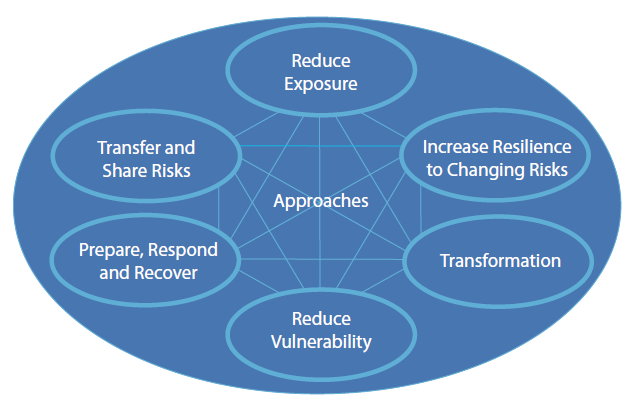 Reduce
Exposure
Transfer and
Share Risks
Increase Resilience
to Changing Risks
Approaches
Prepare, Respond
and Recover
Transformation
Reduce
Vulnerability